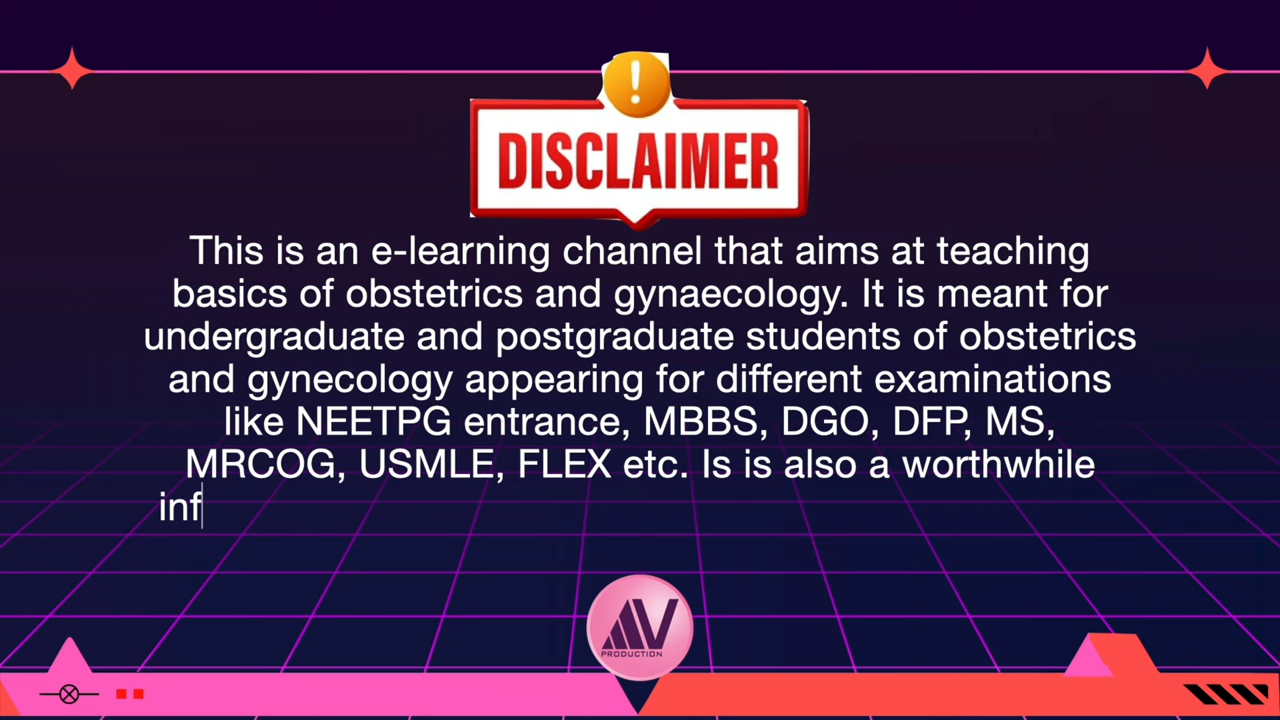 !
DISCLAIMER
This is an e-learning channel that aims at teaching
basics of obstetrics and gynaecology. It is meant for
undergraduate and postgraduate students of obstetrics
and gynecology appearing for different examinations
like NEETPG entrance, MBBS, DGO, DFP, MS,
MRCOG, USMLE, FLEX etc. Is is also a worthwhile
inf
AV
PRODUCTION